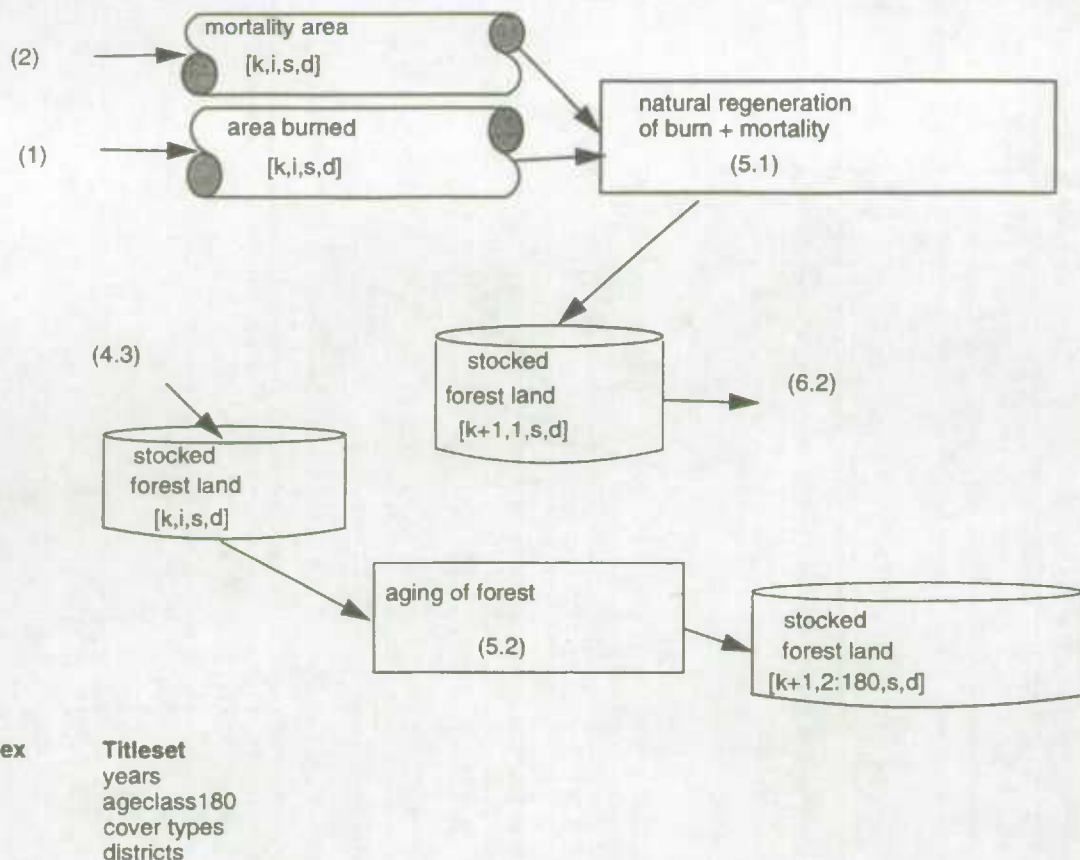 mortality area
[k,i,s,d]
(2)
area burned
[k,i,s,d]
(1)
natural regeneration
of burn + mortality
(5.1)
stocked
forest land
[k+1,1,s,d]
(6.2)
(4.3)
stocked
forest land
[k,i,s,d]
aging of forest
(5.2)
stocked
forest land
[k+1,2:180,s,d]
ex Titleset
years
ageclass180
cover types
districts